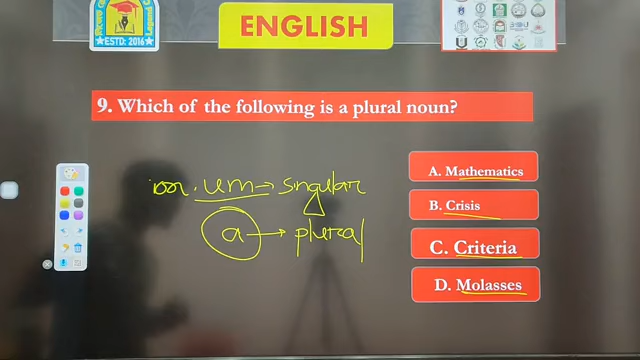 ENGLISH
ESTD: 2016
9. Which of the following is a plural noun?
A. Mathematics
B. Crisis
C. Criteria
D. Molasses
on. um → singular
a → plural